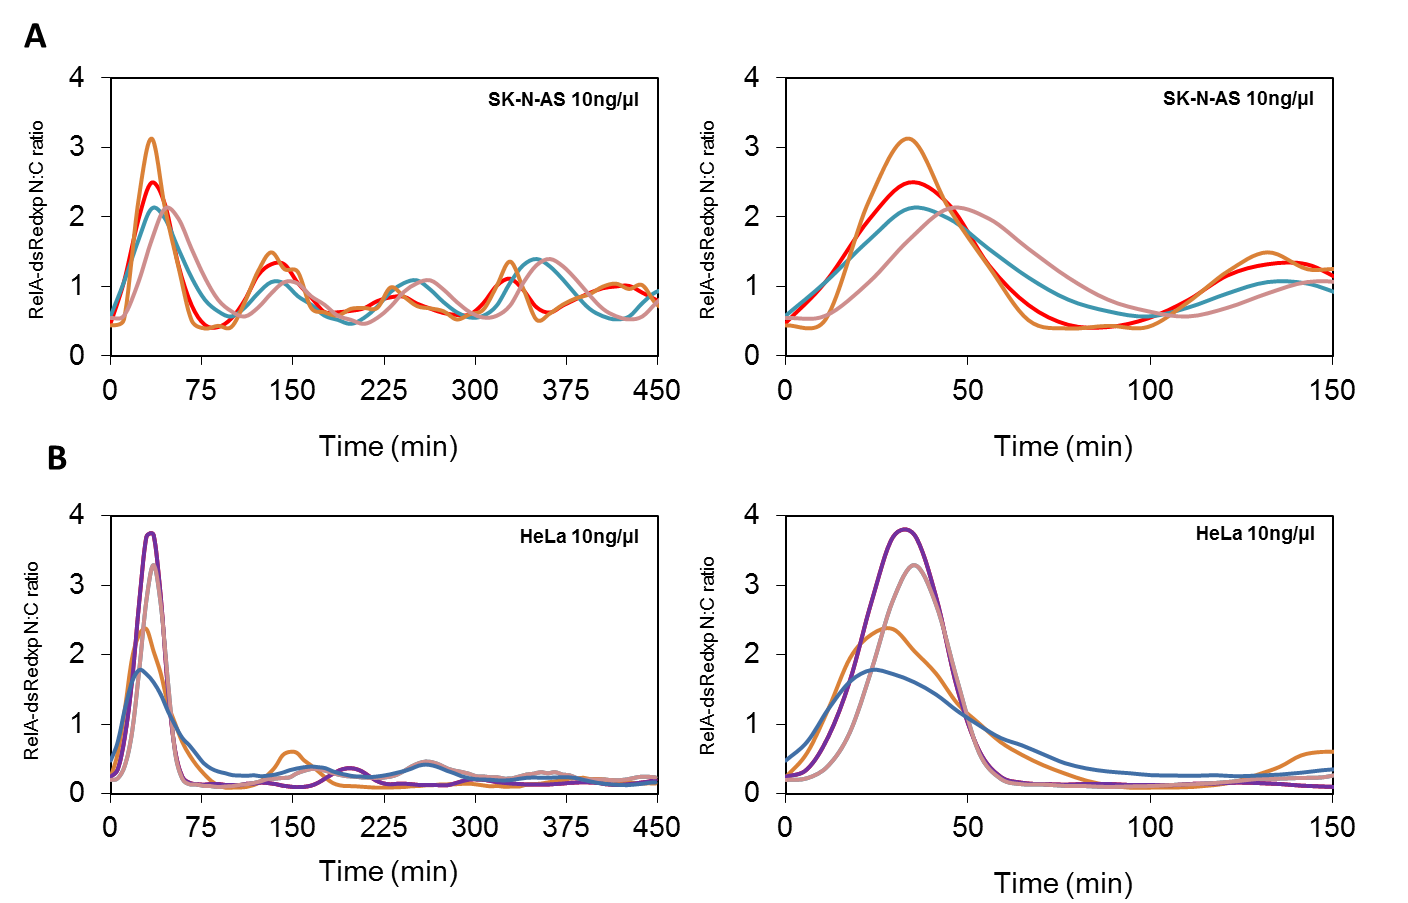 A
SK-N-AS 10ng/µl
RelA-dsRedxp N:C ratio
4
3
2
1
0
0 75 150 225 300 375 450
Time (min)
SK-N-AS 10ng/µl
RelA-dsRedxp N:C ratio
4
3
2
1
0
0 50 100 150
Time (min)
B
HeLa 10ng/µl
RelA-dsRedxp N:C ratio
4
3
2
1
0
0 75 150 225 300 375 450
Time (min)
HeLa 10ng/µl
RelA-dsRedxp N:C ratio
4
3
2
1
0
0 50 100 150
Time (min)